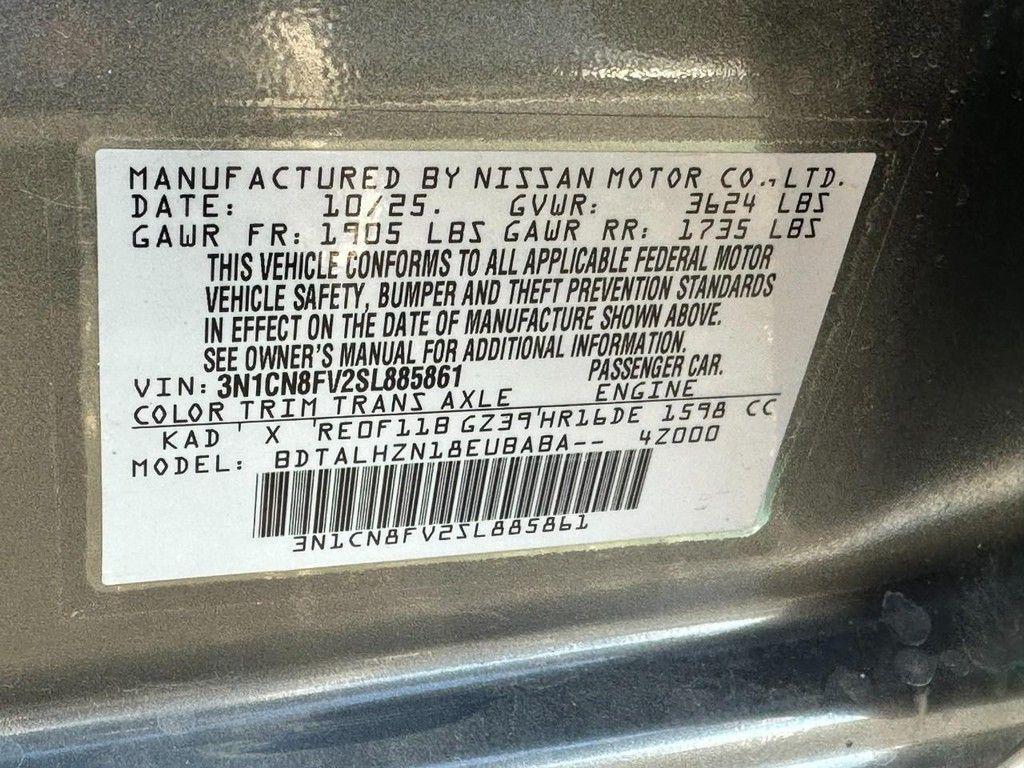 MANUFACTURED BY NISSAN MOTOR CO.,LTD.
DATE: 10/25. GVWR: 3624 LBS
GAWR FR: 1905 LBS GAWR RR: 1735 LBS
THIS VEHICLE CONFORMS TO ALL APPLICABLE FEDERAL MOTOR
VEHICLE SAFETY, BUMPER AND THEFT PREVENTION STANDARDS
IN EFFECT ON THE DATE OF MANUFACTURE SHOWN ABOVE.
SEE OWNER'S MANUAL FOR ADDITIONAL INFORMATION.
VIN: 3N1CN8FV2SL885861 PASSENGER CAR.
COLOR TRIM TRANS AXLE ENGINE
KAD X RE0F11B GZ39 HR16DE 1598 CC
MODEL: BDTALHZN18EUBABA-- 4Z000
3N1CN8FV2SL885861